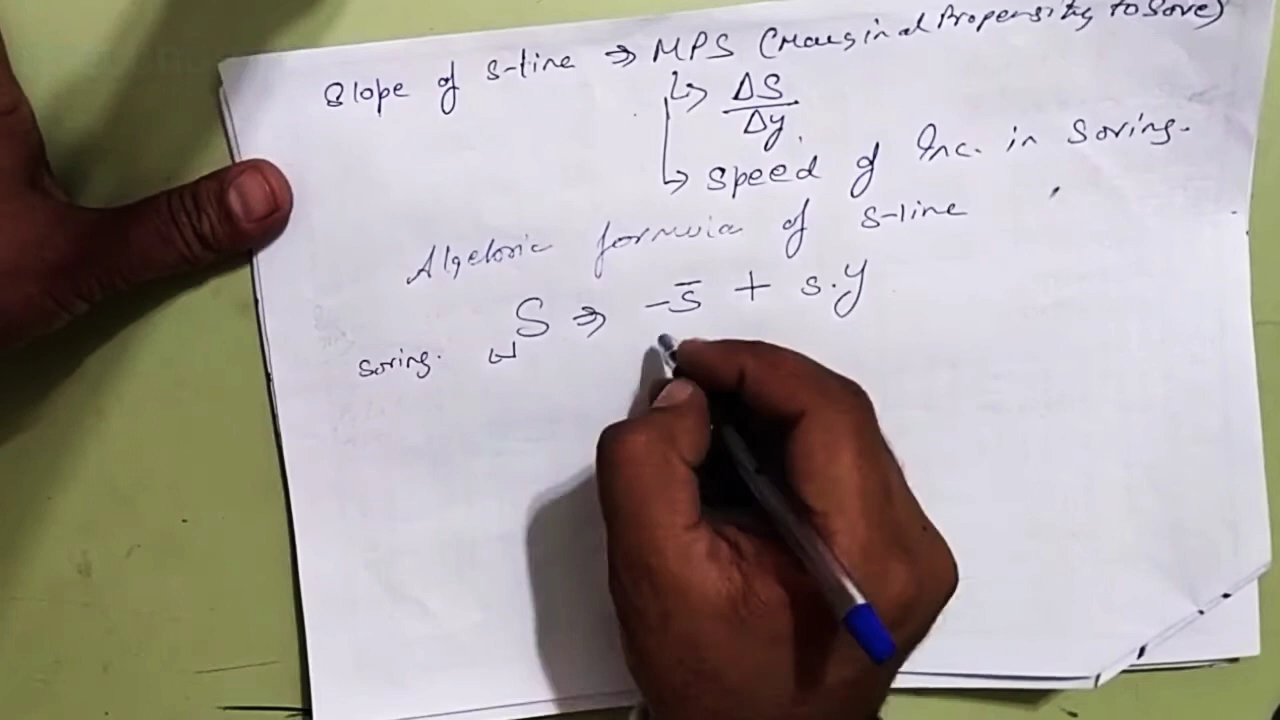 Slope of S-line ⇒ MPS (Marginal Propensity to Save)
↳ ΔS/Δy
↳ Speed of Inc. in Saving.
Algebric formula of S-line
S ⇒ -s̄ + s.y
Saving.